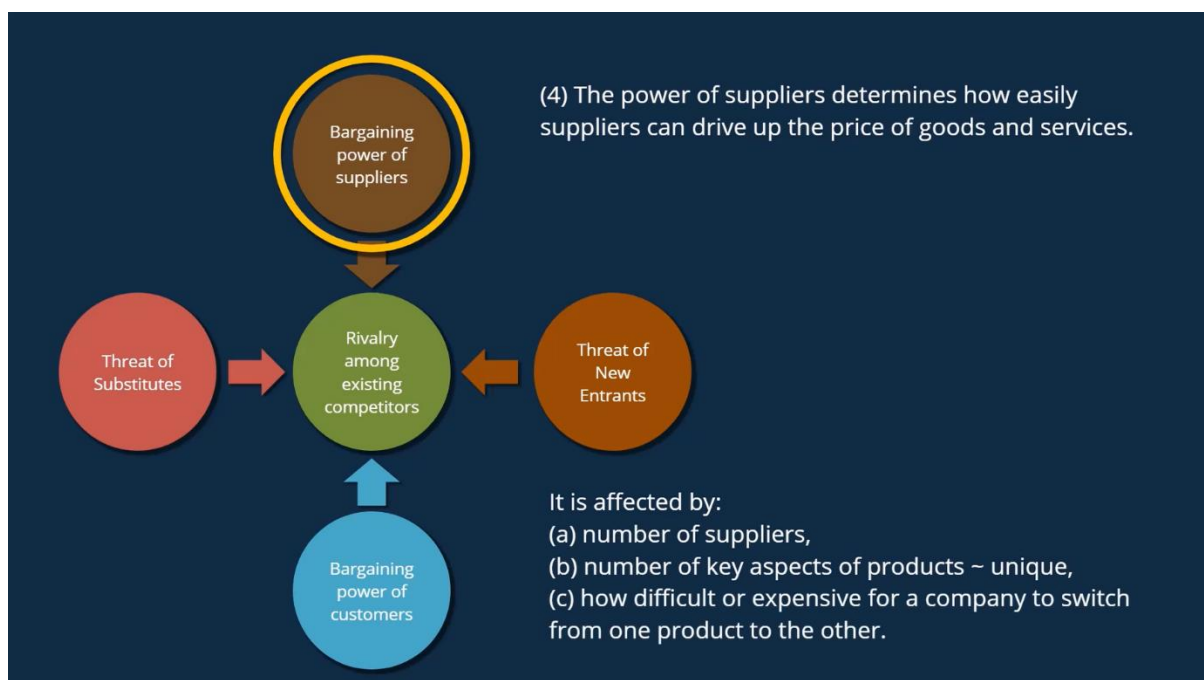 Bargaining
power of
suppliers
(4) The power of suppliers determines how easily
suppliers can drive up the price of goods and services.
Threat of
Substitutes
Rivalry
among
existing
competitors
Threat of
New
Entrants
Bargaining
power of
customers
It is affected by:
(a) number of suppliers,
(b) number of key aspects of products ~ unique,
(c) how difficult or expensive for a company to switch
from one product to the other.